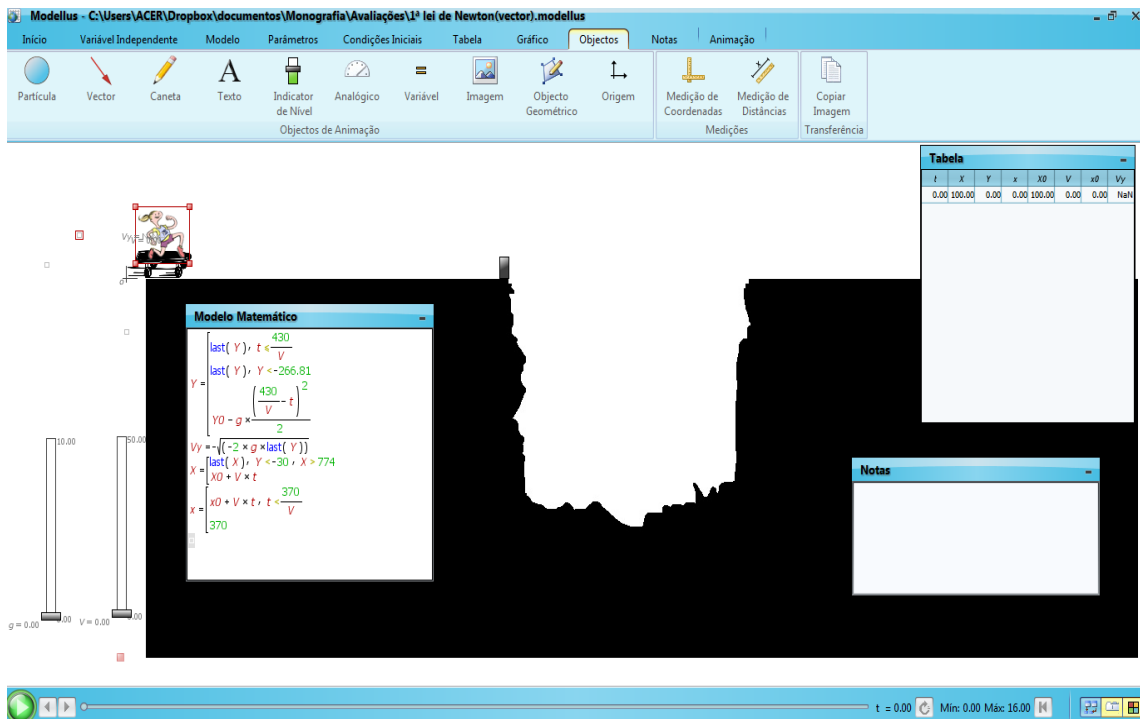 Modellus - C:\Users\ACER\Dropbox\documentos\Monografia\Avaliações\1ª lei de Newton(vector).modellus
Início Variável Independente Modelo Parâmetros Condições Iniciais Tabela Gráfico Objectos Notas Animação
Partícula Vector Caneta Texto Indicator de Nível Analógico Variável Imagem Objecto Geométrico Origem Medição de Coordenadas Medição de Distâncias Copiar Imagem
Objectos de Animação Medições Transferência
Tabela
t X Y x X0 V x0 Vy
0.00 100.00 0.00 0.00 100.00 0.00 0.00 NaN
Modelo Matemático
Y = [ last( Y ), t < 430 / V
last( Y ), Y <-266.81
Y0 - g × ( 430 / V - t )² / 2
Vy =-√(-2 × g ×last( Y ))
X = [ last( X ), Y <-30 , X > 774
X0 + V × t
x = [ x0 + V × t , t < 370 / V
370
10.00
50.00
0.00
0.00
g = 0.00
V = 0.00
Notas
t = 0.00 Mín: 0.00 Máx: 16.00